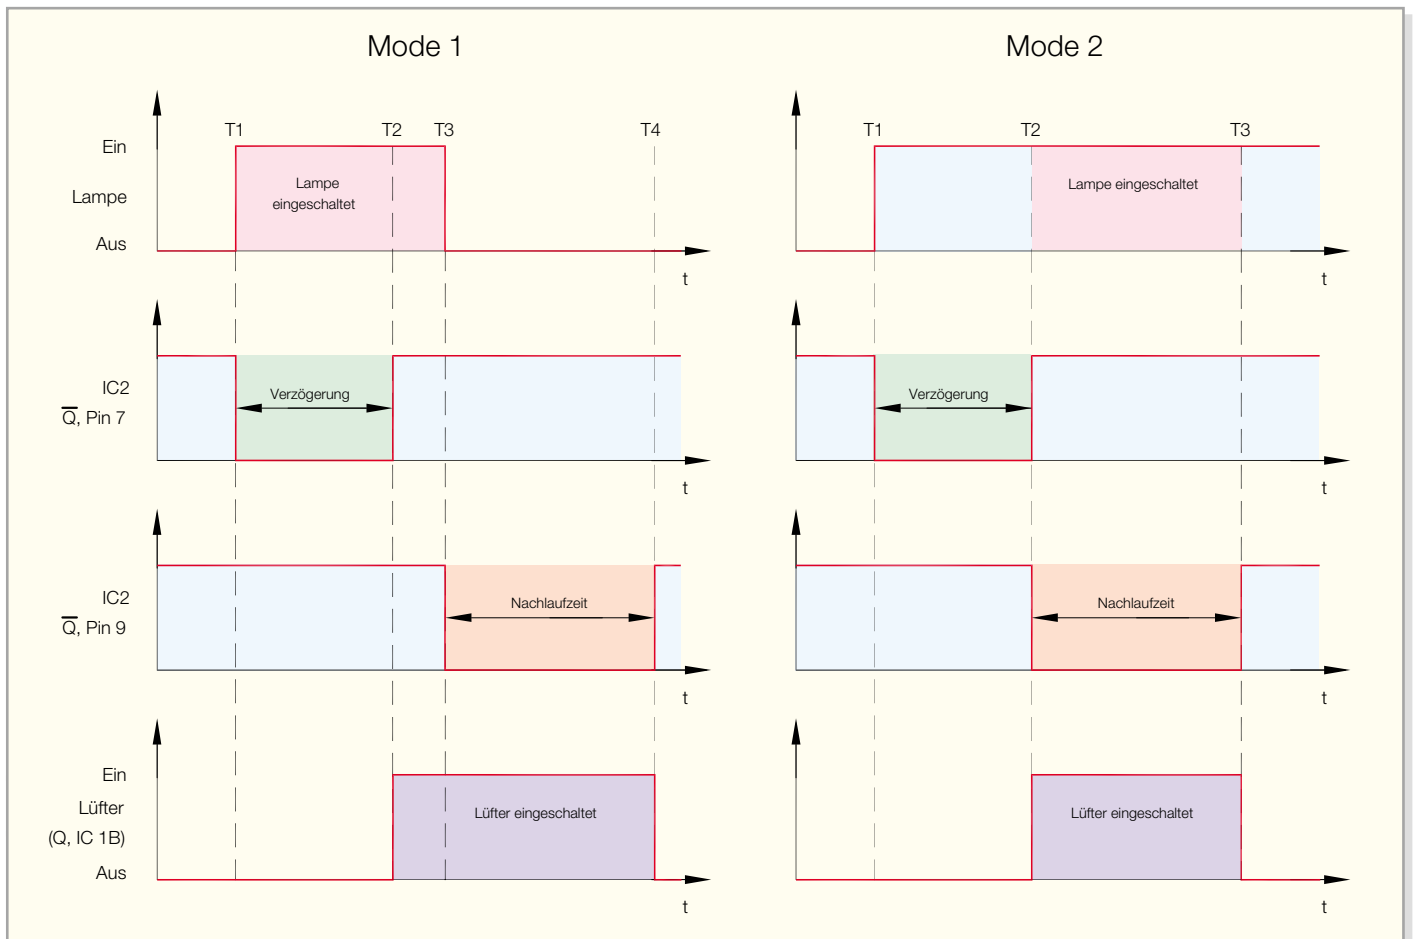 Mode 1
Mode 2
T1 T2 T3 T4
Ein
Lampe
Aus
Lampe
eingeschaltet
t
T1 T2 T3
Lampe eingeschaltet
t
IC2
Q̅, Pin 7
Verzögerung
t
Verzögerung
t
IC2
Q̅, Pin 9
Nachlaufzeit
t
Nachlaufzeit
t
Ein
Lüfter
(Q, IC 1B)
Aus
Lüfter eingeschaltet
t
Lüfter eingeschaltet
t